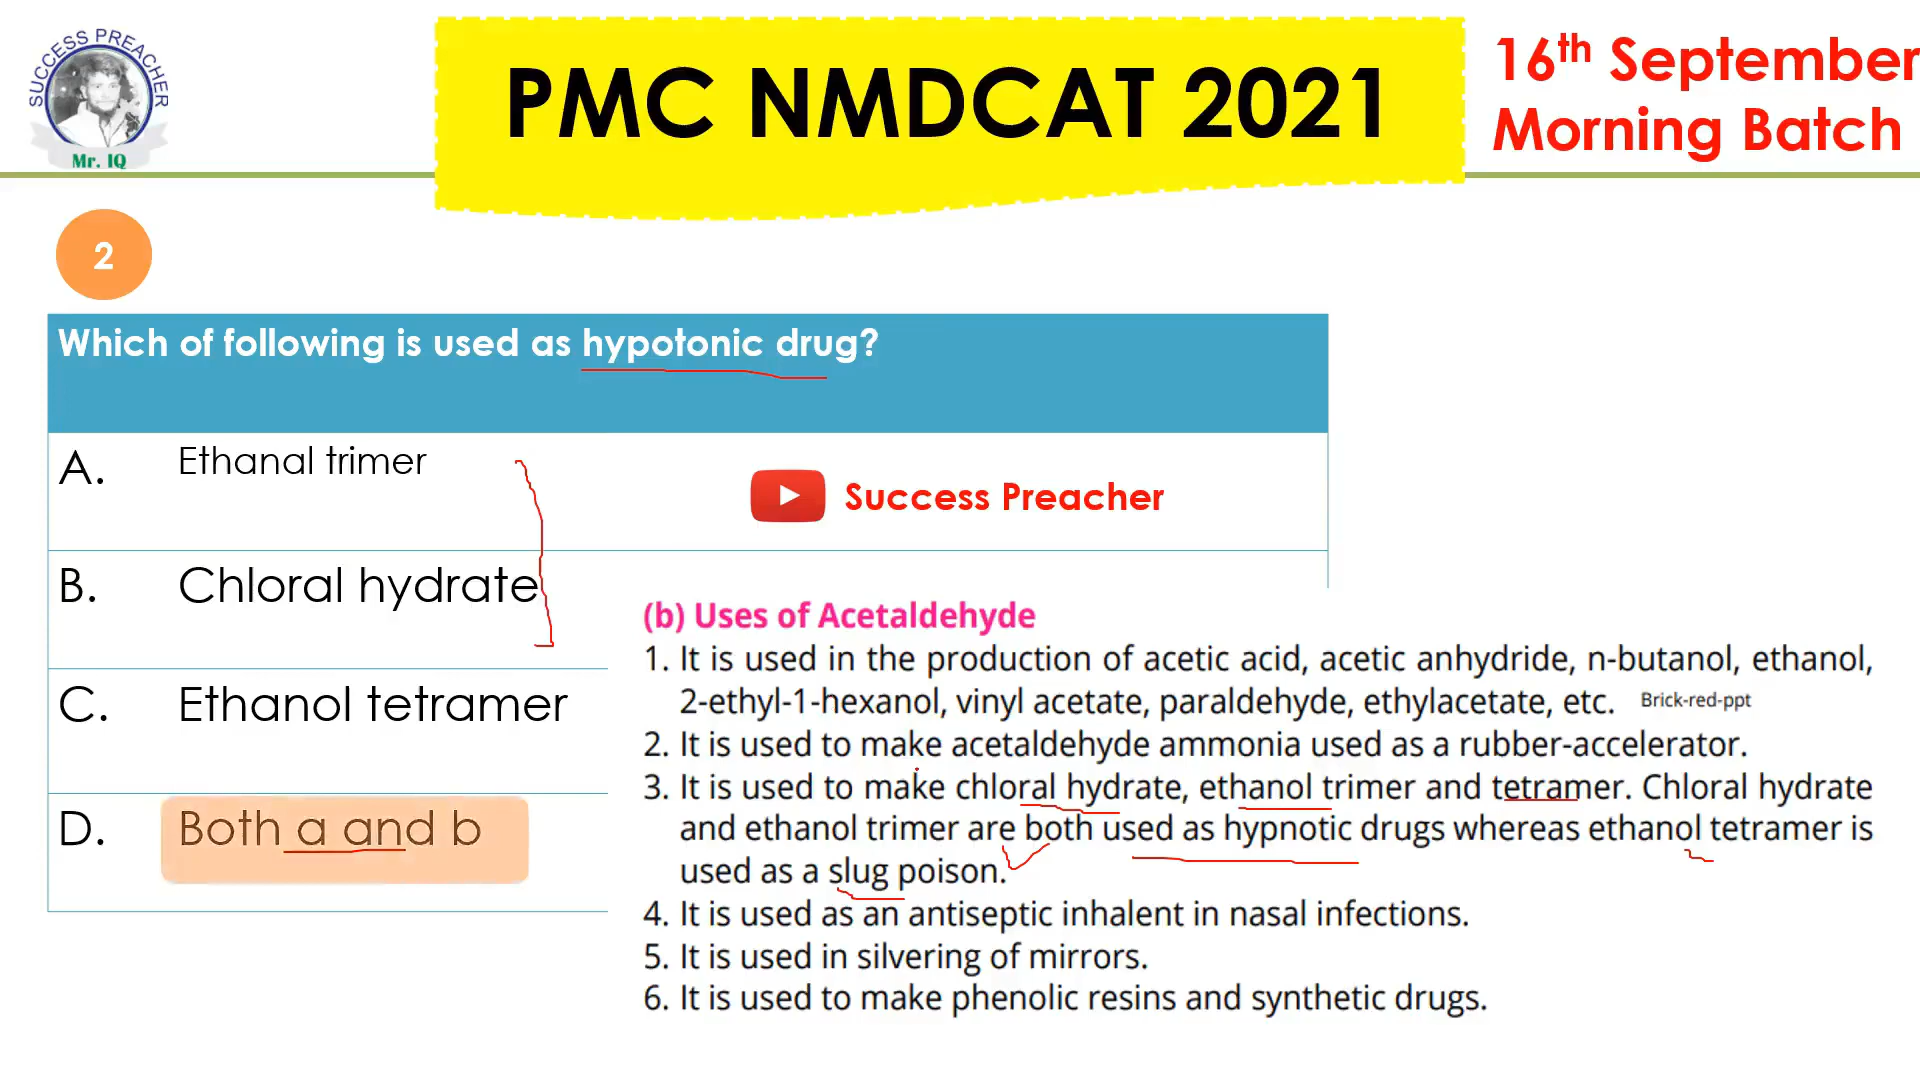 SUCCESS PREACHER
Mr. IQ
PMC NMDCAT 2021
16th September
Morning Batch
2
Which of following is used as hypotonic drug?
A. Ethanal trimer
Success Preacher
B. Chloral hydrate
C. Ethanol tetramer
D. Both a and b
(b) Uses of Acetaldehyde
1. It is used in the production of acetic acid, acetic anhydride, n-butanol, ethanol,
2-ethyl-1-hexanol, vinyl acetate, paraldehyde, ethylacetate, etc. Brick-red-ppt
2. It is used to make acetaldehyde ammonia used as a rubber-accelerator.
3. It is used to make chloral hydrate, ethanol trimer and tetramer. Chloral hydrate
and ethanol trimer are both used as hypnotic drugs whereas ethanol tetramer is
used as a slug poison.
4. It is used as an antiseptic inhalent in nasal infections.
5. It is used in silvering of mirrors.
6. It is used to make phenolic resins and synthetic drugs.